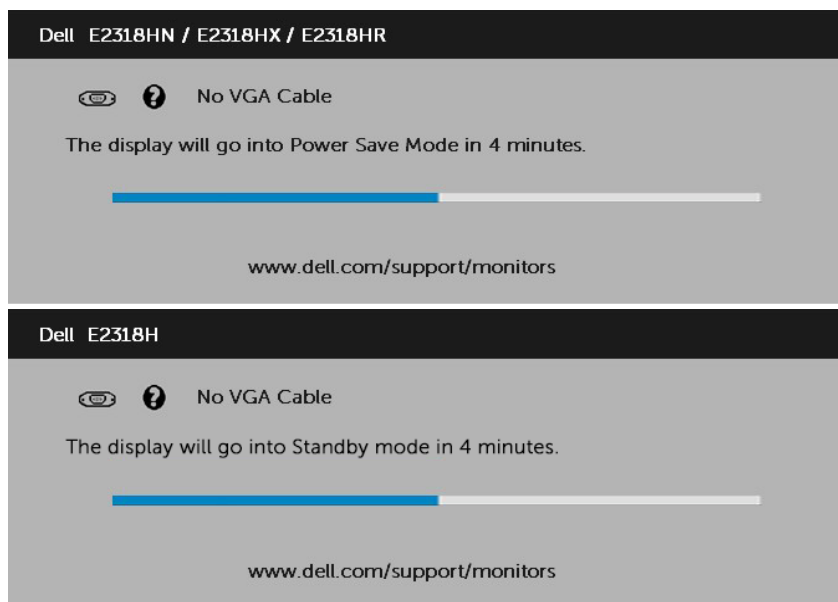 Dell E2318HN / E2318HX / E2318HR
No VGA Cable
The display will go into Power Save Mode in 4 minutes.
www.dell.com/support/monitors
Dell E2318H
No VGA Cable
The display will go into Standby mode in 4 minutes.
www.dell.com/support/monitors